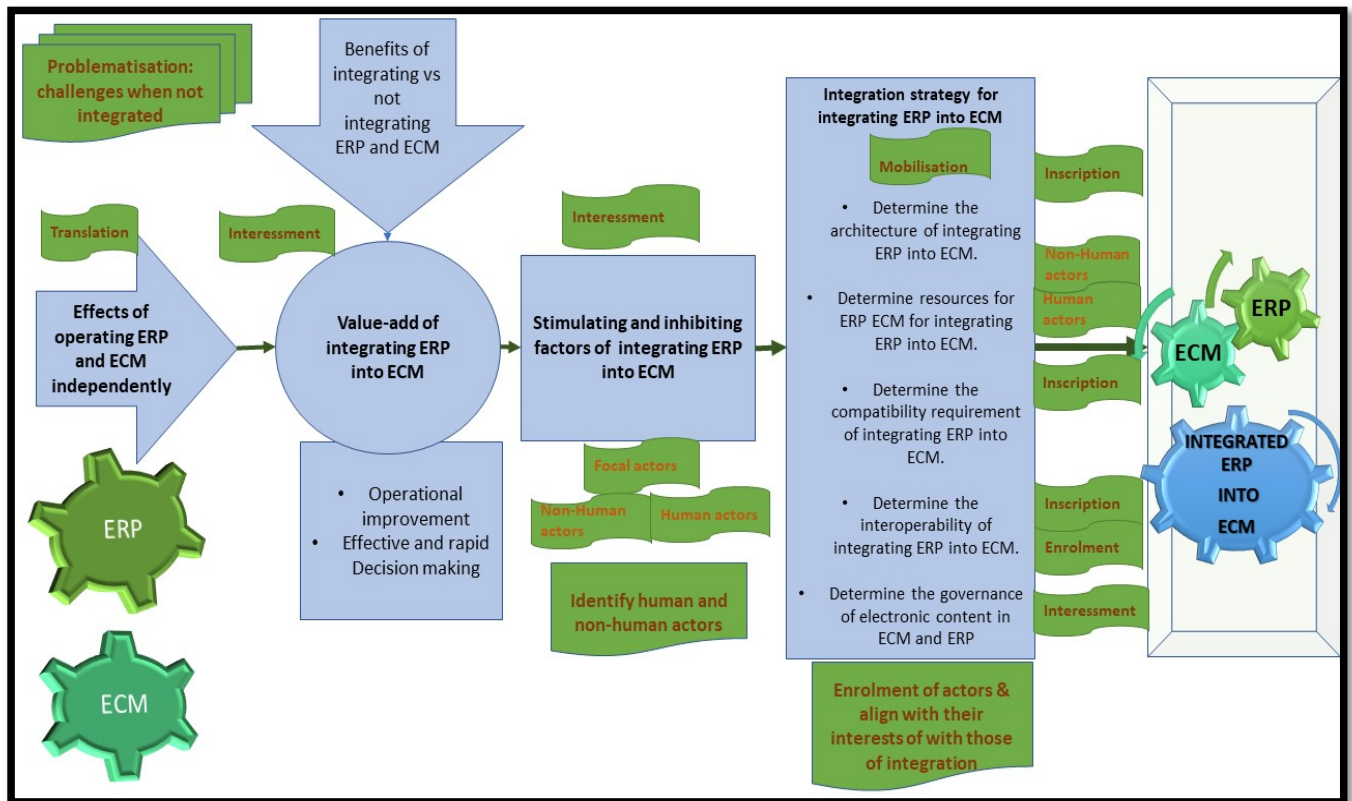 Problematisation:
challenges when not
integrated
Benefits of
integrating vs
not
integrating
ERP and ECM
Translation
Interessment
Interessment
Effects of
operating ERP
and ECM
independently
Value-add of
integrating ERP
into ECM
Stimulating and inhibiting
factors of integrating ERP
into ECM
• Operational
improvement
• Effective and rapid
Decision making
Focal actors
Non-Human
actors
Human actors
Identify human and
non-human actors
ERP
ECM
Integration strategy for
integrating ERP into ECM
Mobilisation
• Determine the
architecture of integrating
ERP into ECM.
• Determine resources for
ERP ECM for integrating
ERP into ECM.
• Determine the
compatibility requirement
of integrating ERP into
ECM.
• Determine the
interoperability of
integrating ERP into ECM.
• Determine the governance
of electronic content in
ECM and ERP
Enrolment of actors &
align with their
interests of with those
of integration
Inscription
Non-Human
actors
Human
actors
Inscription
Inscription
Enrolment
Interessment
ERP
ECM
INTEGRATED
ERP
INTO
ECM